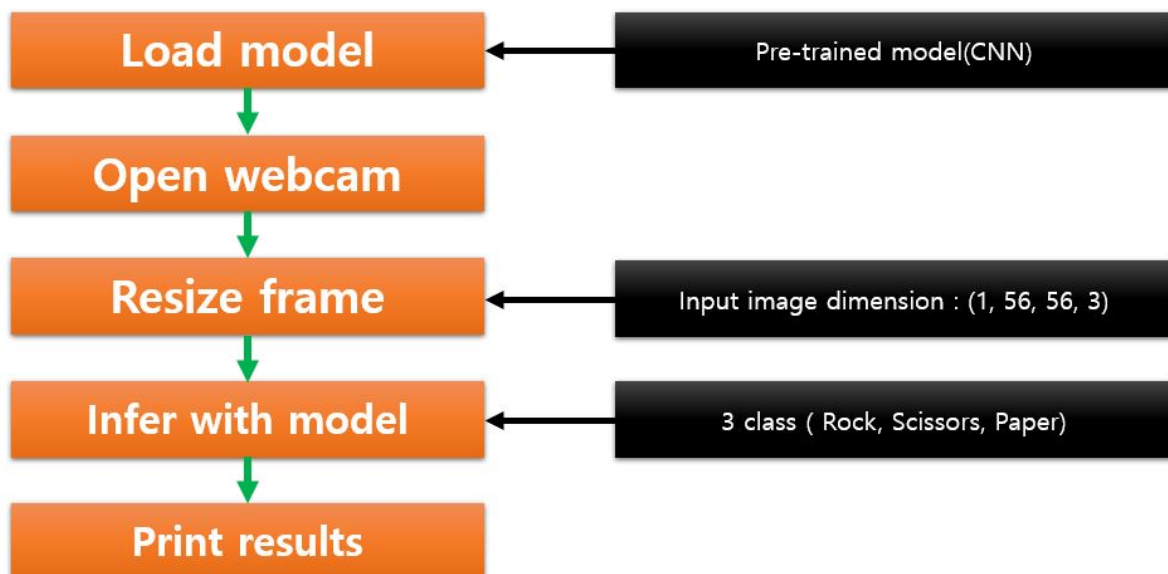 Load model
Pre-trained model(CNN)
Open webcam
Resize frame
Input image dimension : (1, 56, 56, 3)
Infer with model
3 class ( Rock, Scissors, Paper)
Print results